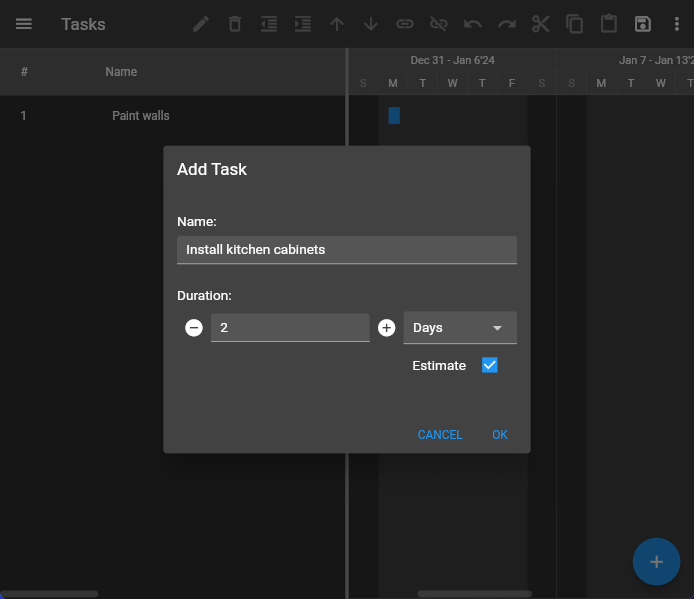 Tasks
# Name
Dec 31 - Jan 6'24 Jan 7 - Jan 13'2
S M T W T F S S M T W T
1 Paint walls
Add Task
Name:
Install kitchen cabinets
Duration:
2 Days
Estimate
CANCEL OK